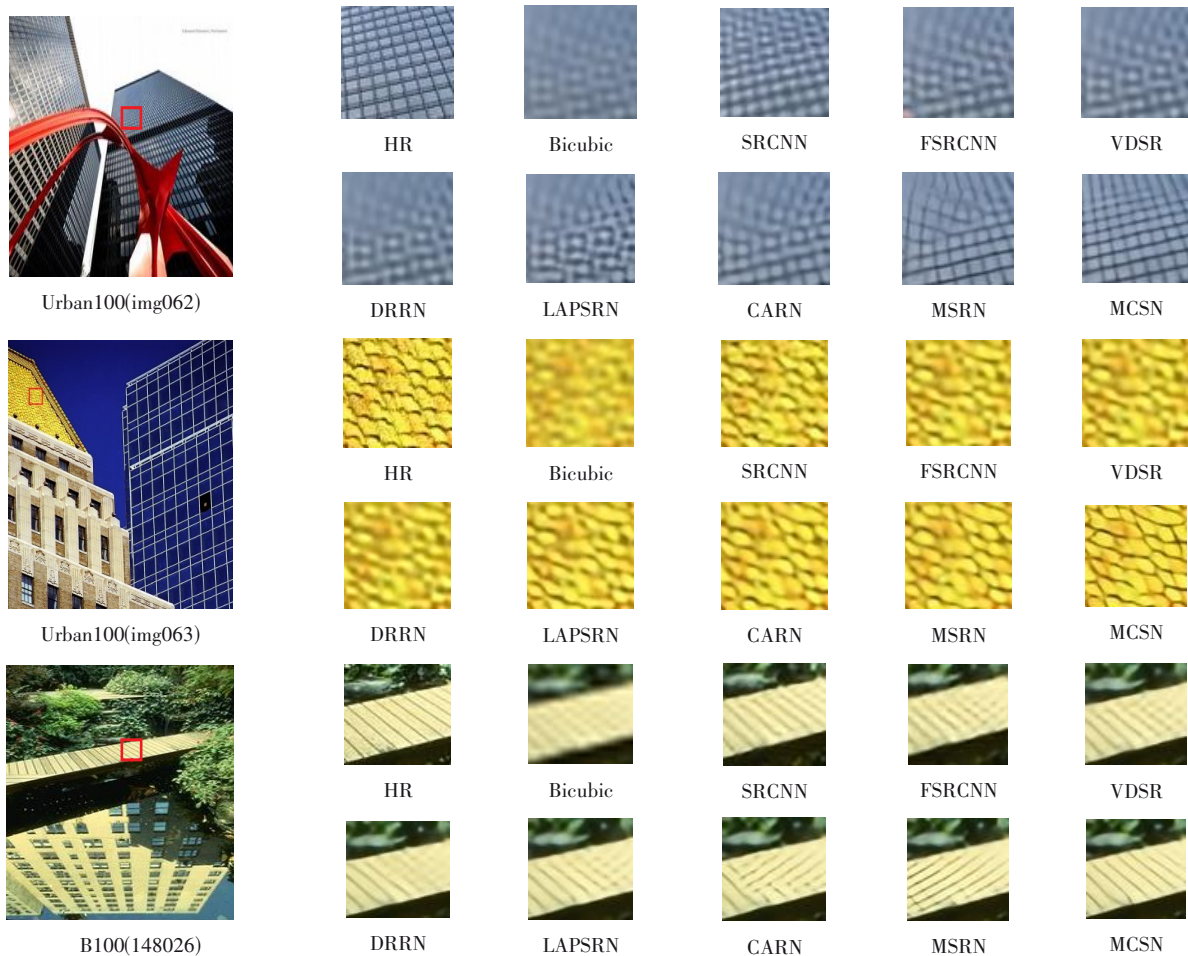 HR Bicubic SRCNN FSRCNN VDSR
DRRN LAPSRN CARN MSRN MCSN
Urban100(img062)
HR Bicubic SRCNN FSRCNN VDSR
DRRN LAPSRN CARN MSRN MCSN
Urban100(img063)
HR Bicubic SRCNN FSRCNN VDSR
DRRN LAPSRN CARN MSRN MCSN
B100(148026)